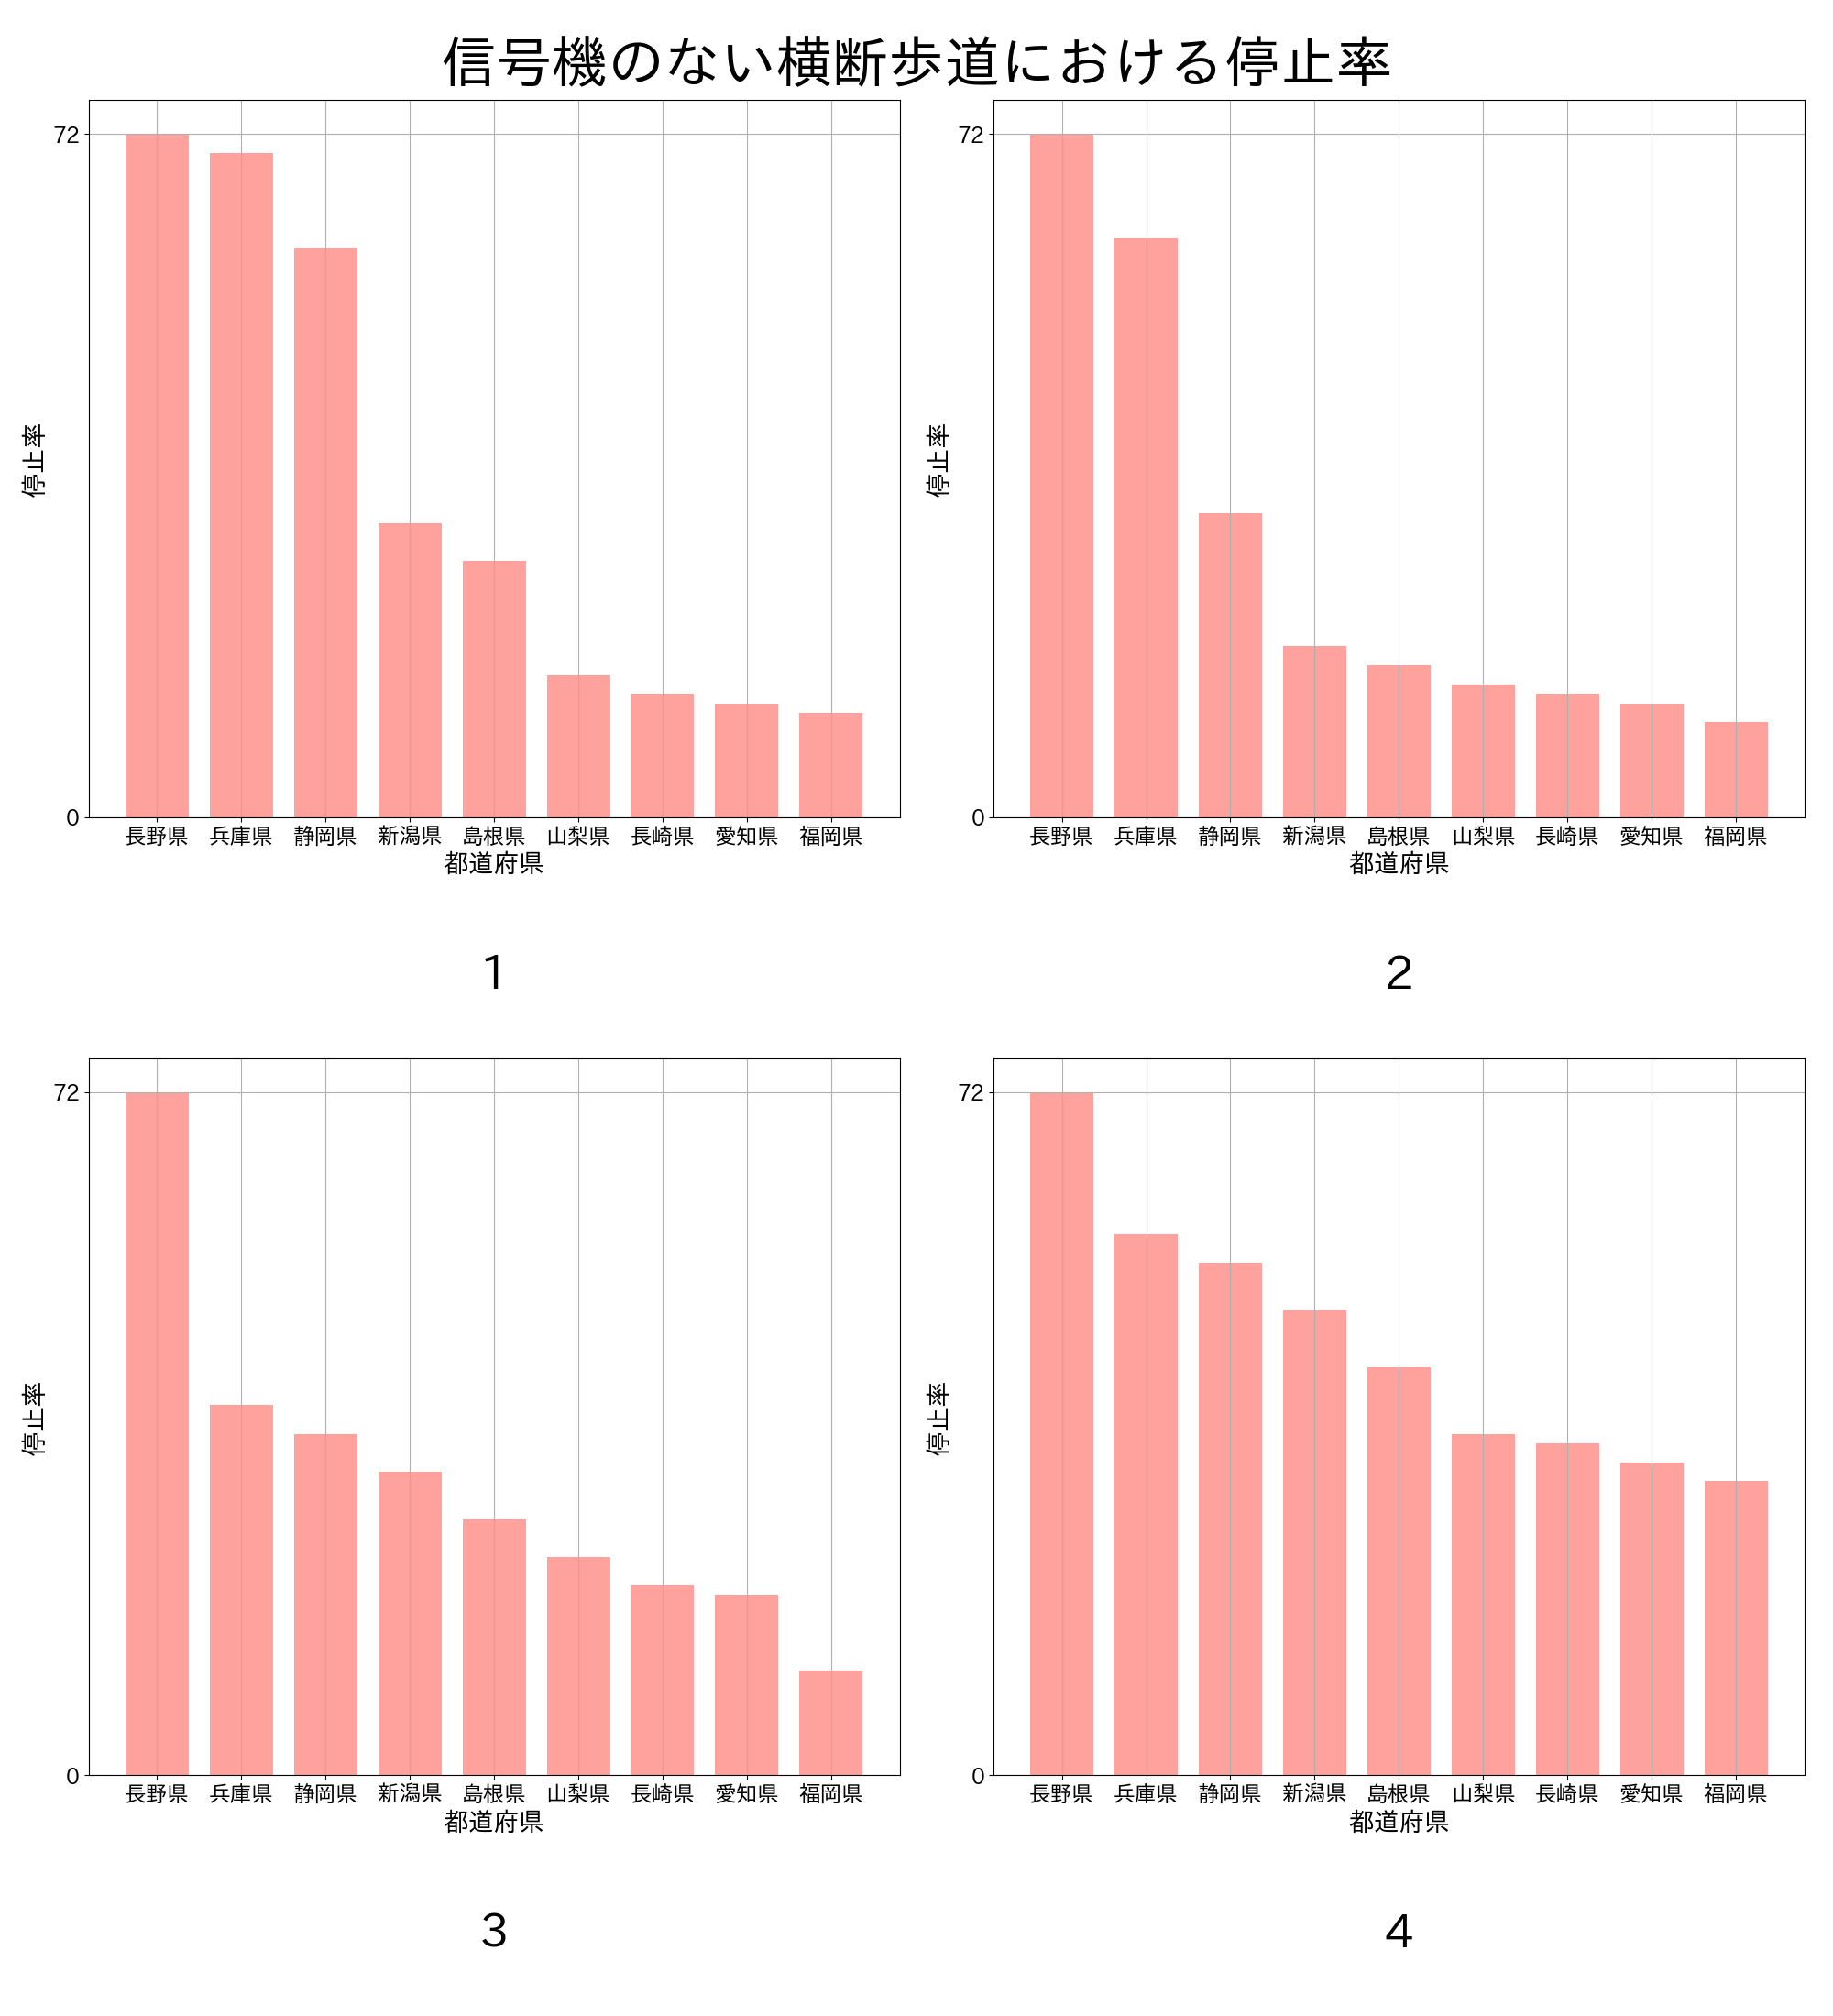 信号機のない横断歩道における停止率
72
0
停止率
長野県 兵庫県 静岡県 新潟県 島根県 山梨県 長崎県 愛知県 福岡県
都道府県
1
72
0
停止率
長野県 兵庫県 静岡県 新潟県 島根県 山梨県 長崎県 愛知県 福岡県
都道府県
2
72
0
停止率
長野県 兵庫県 静岡県 新潟県 島根県 山梨県 長崎県 愛知県 福岡県
都道府県
3
72
0
停止率
長野県 兵庫県 静岡県 新潟県 島根県 山梨県 長崎県 愛知県 福岡県
都道府県
4